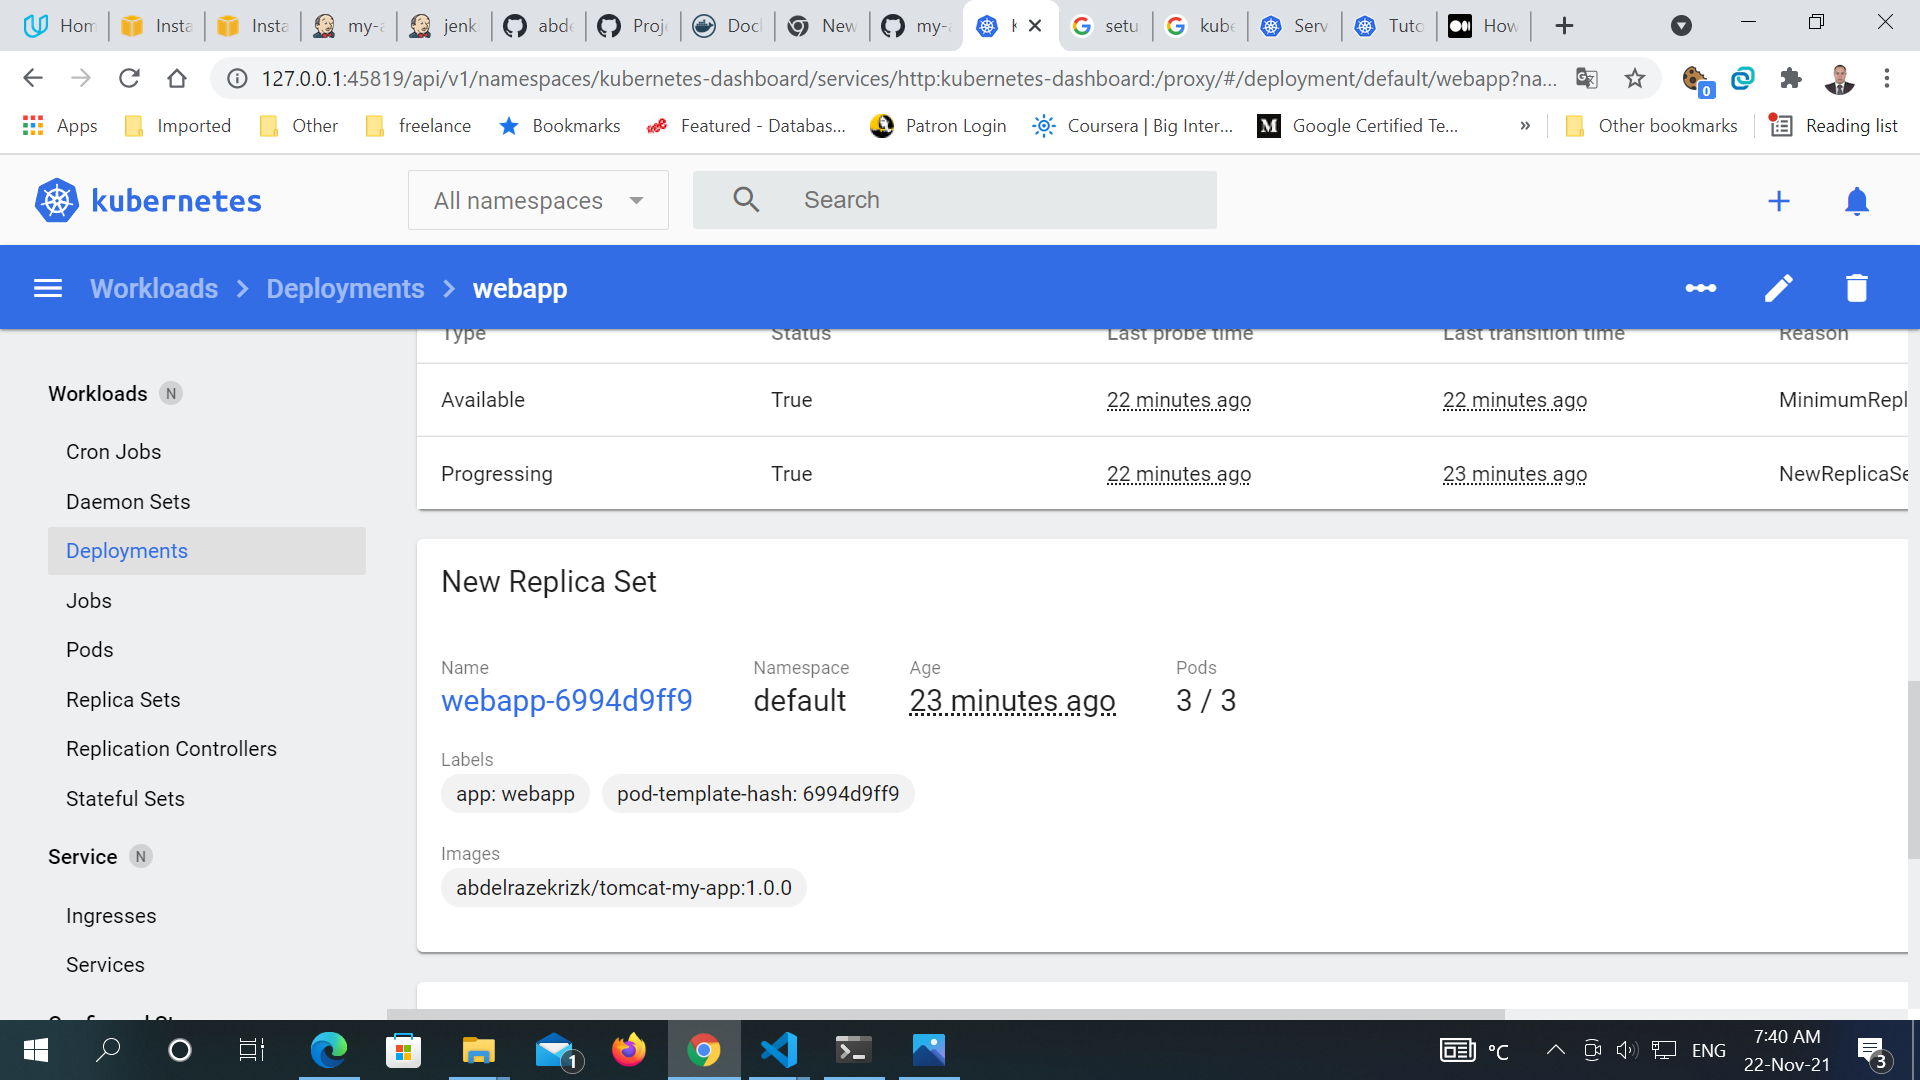 Hom
Insta
Insta
my-a
jenk
abde
Proje
Doc
New
my-a
K
setu
kube
Serv
Tuto
How
127.0.0.1:45819/api/v1/namespaces/kubernetes-dashboard/services/http:kubernetes-dashboard:/proxy/#/deployment/default/webapp?na...
0
Apps
Imported
Other
freelance
Bookmarks
Featured - Databas...
Patron Login
Coursera | Big Inter...
M
Google Certified Te...
»
Other bookmarks
Reading list
kubernetes
All namespaces
Search
Workloads
Deployments
webapp
Type
Status
Last probe time
Last transition time
Reason
Available
True
22 minutes ago
22 minutes ago
MinimumRepl
Progressing
True
22 minutes ago
23 minutes ago
NewReplicaSe
Workloads N
Cron Jobs
Daemon Sets
Deployments
Jobs
Pods
Replica Sets
Replication Controllers
Stateful Sets
Service N
Ingresses
Services
New Replica Set
Name
webapp-6994d9ff9
Namespace
default
Age
23 minutes ago
Pods
3 / 3
Labels
app: webapp
pod-template-hash: 6994d9ff9
Images
abdelrazekrizk/tomcat-my-app:1.0.0
1
°C
ENG
7:40 AM
22-Nov-21
3